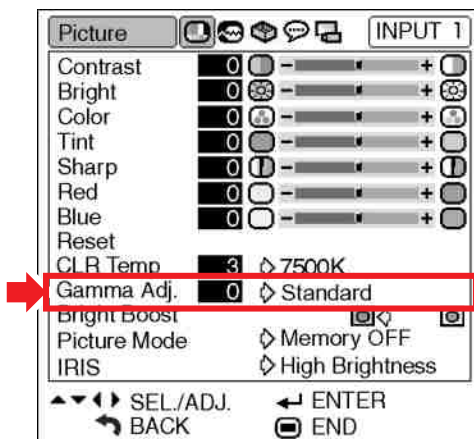 Picture INPUT 1
Contrast 0 - +
Bright 0 - +
Color 0 - +
Tint 0 - +
Sharp 0 - +
Red 0 - +
Blue 0 - +
Reset
CLR Temp 3 7500K
Gamma Adj. 0 Standard
Bright Boost
Picture Mode Memory OFF
IRIS High Brightness
SEL./ADJ. ENTER
BACK END